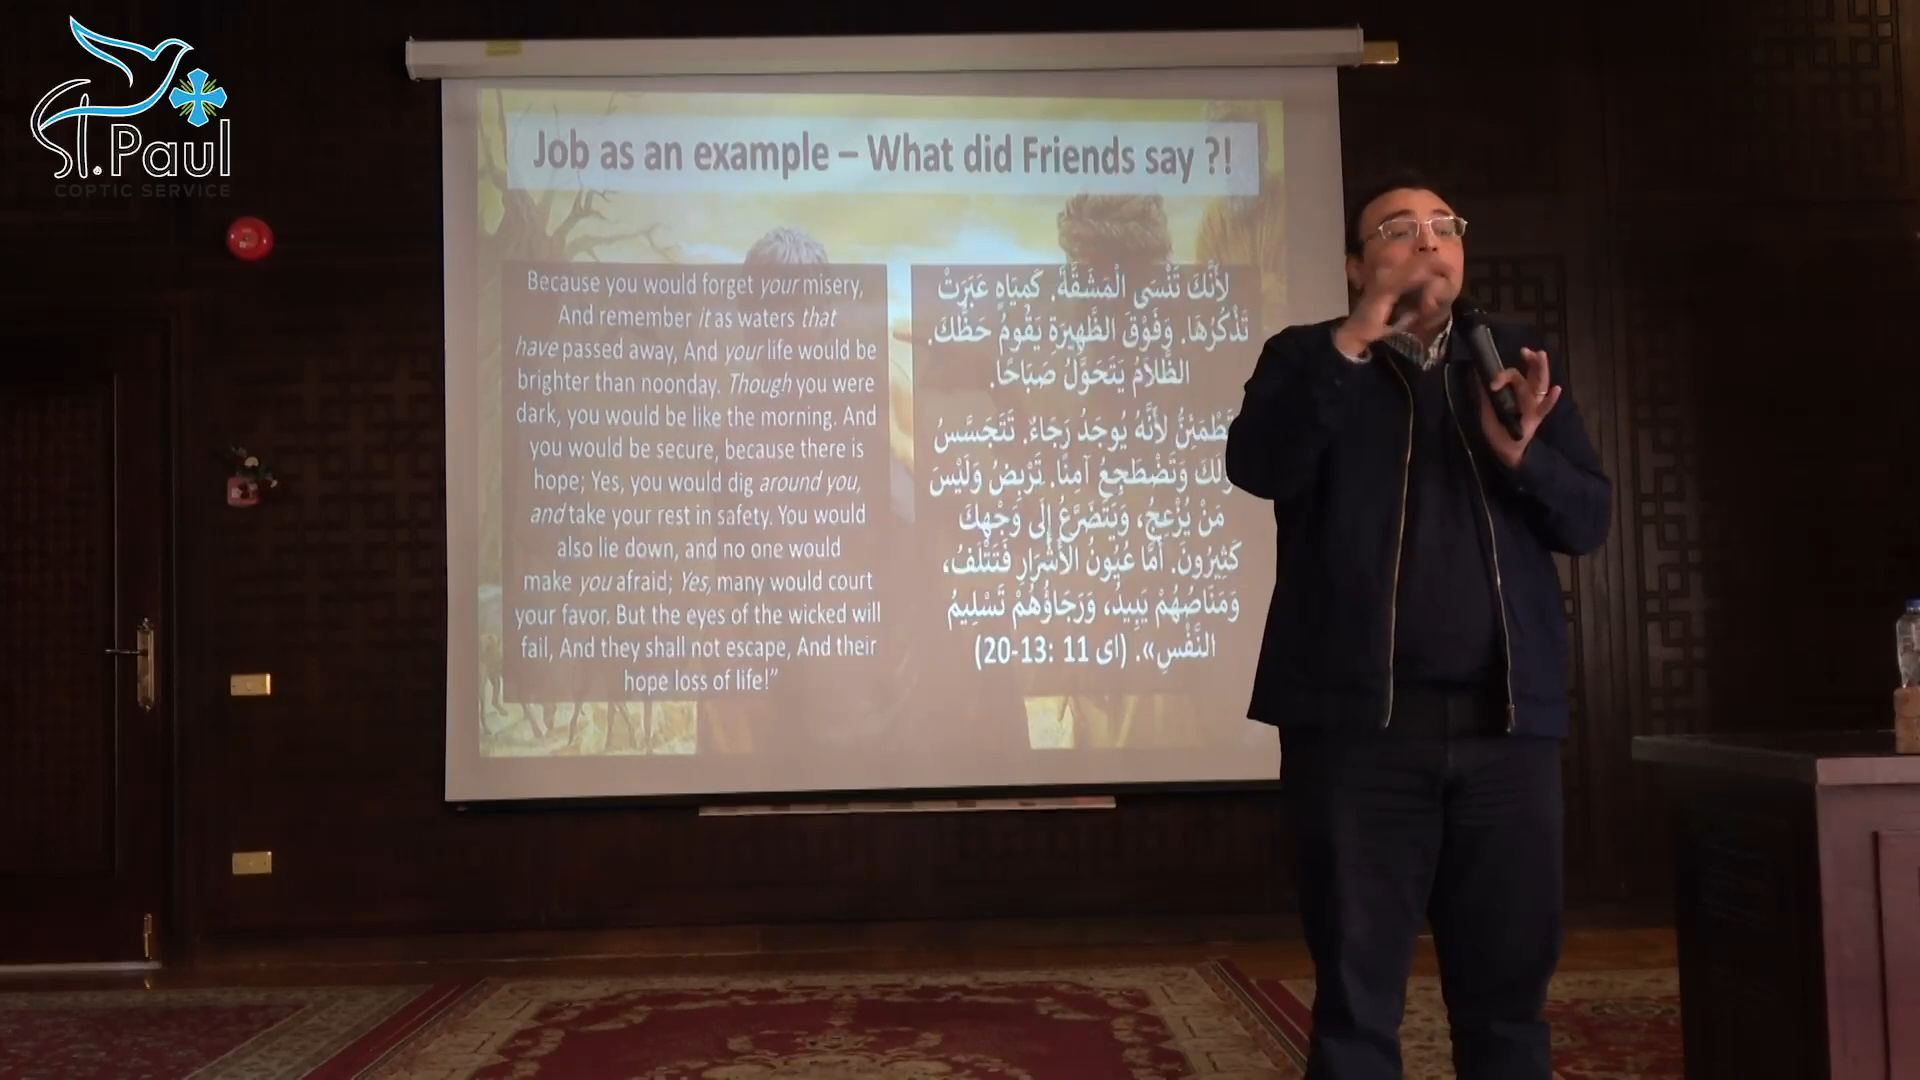 St.Paul
COPTIC SERVICE
Job as an example – What did Friends say ?!
Because you would forget your misery,
And remember it as waters that
have passed away, And your life would be
brighter than noonday. Though you were
dark, you would be like the morning. And
you would be secure, because there is
hope; Yes, you would dig around you,
and take your rest in safety. You would
also lie down, and no one would
make you afraid; Yes, many would court
your favor. But the eyes of the wicked will
fail, And they shall not escape, And their
hope loss of life!”
لأَنَّكَ تَنْسَى الْمَشَقَّةَ. كَمِيَاهٍ عَبَرَتْ
تَذْكُرُهَا. وَفَوْقَ الظَّهِيرَةِ يَقُومُ حَظُّكَ.
الظَّلاَمُ يَتَحَوَّلُ صَبَاحًا.
لأَنَّهُ يُوجَدُ رَجَاءٌ. تَتَجَسَّسُ
وَتَضْطَجِعُ آمِنًا. تَرْبِضُ وَلَيْسَ
مَنْ يُزْعِجُ، وَيَتَضَرَّعُ إِلَى وَجْهِكَ
كَثِيرُونَ. أَمَّا عُيُونُ الأَشْرَارِ فَتَتْلَفُ،
وَمَنَاصُهُمْ يَبِيدُ، وَرَجَاؤُهُمْ تَسْلِيمُ
النَّفْسِ». (اى 11 :13-20)